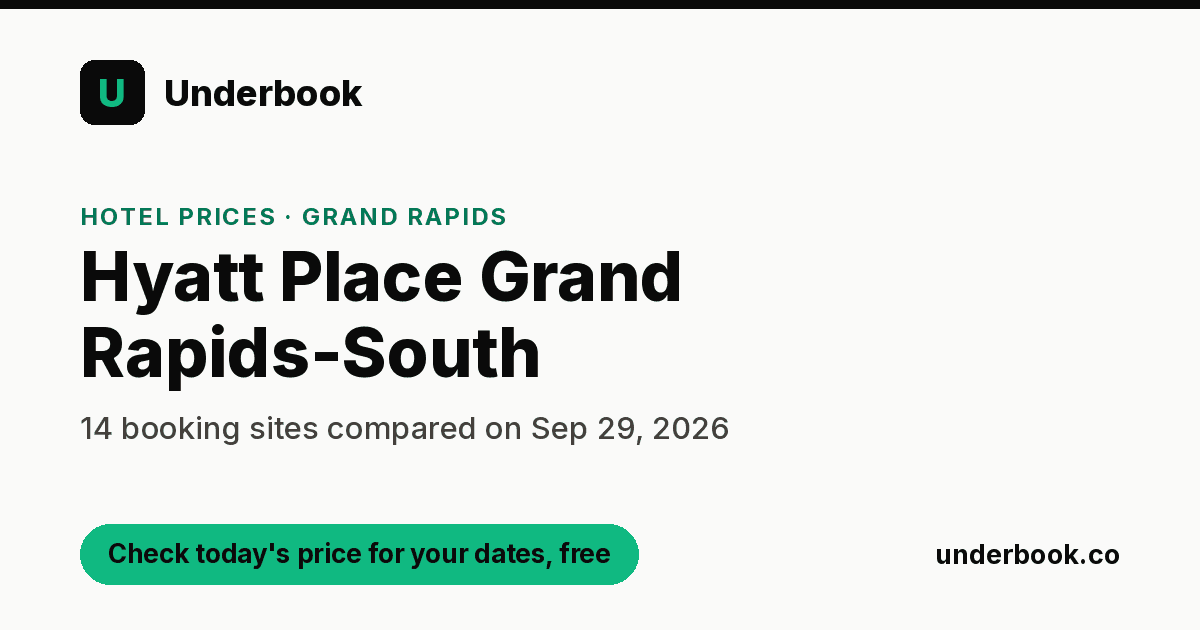 U
Underbook
HOTEL PRICES · GRAND RAPIDS
Hyatt Place Grand
Rapids-South
14 booking sites compared on Sep 29, 2026
Check today's price for your dates, free
underbook.co